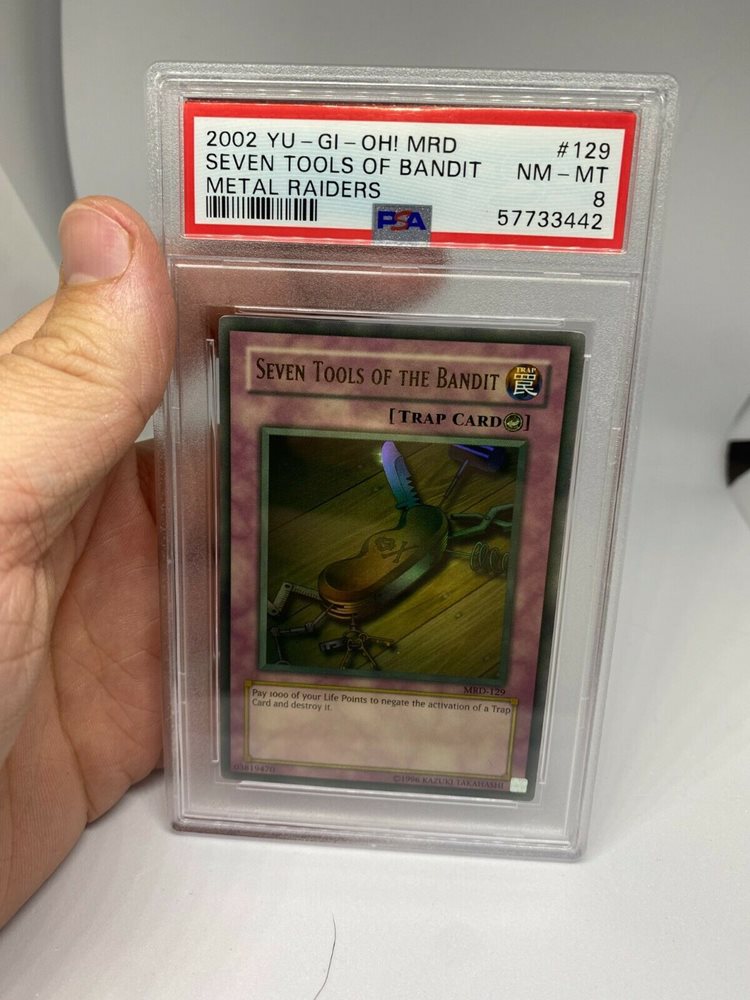 2002 YU-GI-OH! MRD #129
SEVEN TOOLS OF BANDIT NM-MT
METAL RAIDERS 8
PSA 57733442
SEVEN TOOLS OF THE BANDIT TRAP 罠
[TRAP CARD]
MRD-129
Pay 1000 of your Life Points to negate the activation of a Trap
Card and destroy it.
03819470 ©1996 KAZUKI TAKAHASHI